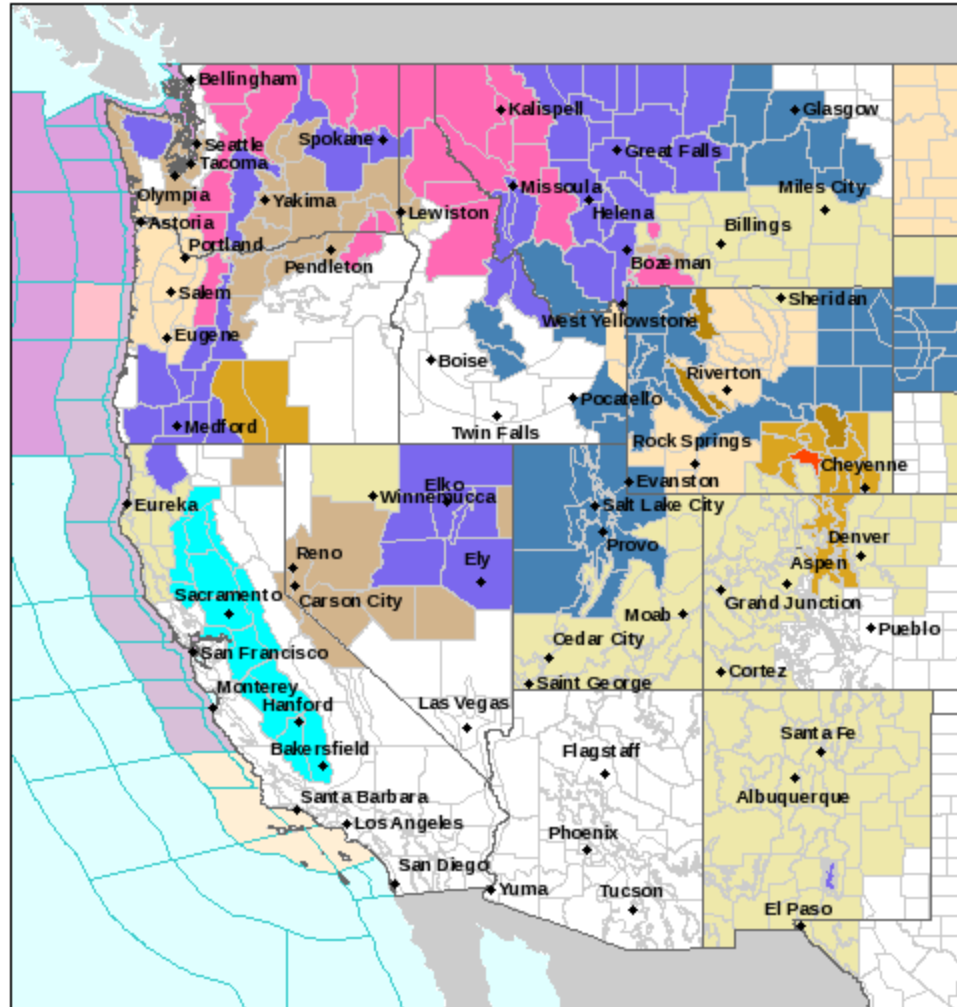 Bellingham
Kalispell
Glasgow
Seattle
Spokane
Great Falls
Tacoma
Olympia
Missoula
Miles City
Yakima
Lewiston
Helena
Astoria
Billings
Portland
Pendleton
Bozeman
Salem
Sheridan
West Yellowstone
Eugene
Boise
Riverton
Pocatello
Medford
Twin Falls
Rock Springs
Cheyenne
Elko
Evanston
Winnemucca
Eureka
Salt Lake City
Denver
Provo
Reno
Ely
Aspen
Sacramento
Carson City
Grand Junction
Moab
Pueblo
Cedar City
San Francisco
Cortez
Monterey
Saint George
Hanford
Las Vegas
Santa Fe
Bakersfield
Flagstaff
Albuquerque
Santa Barbara
Los Angeles
Phoenix
San Diego
Yuma
Tucson
El Paso